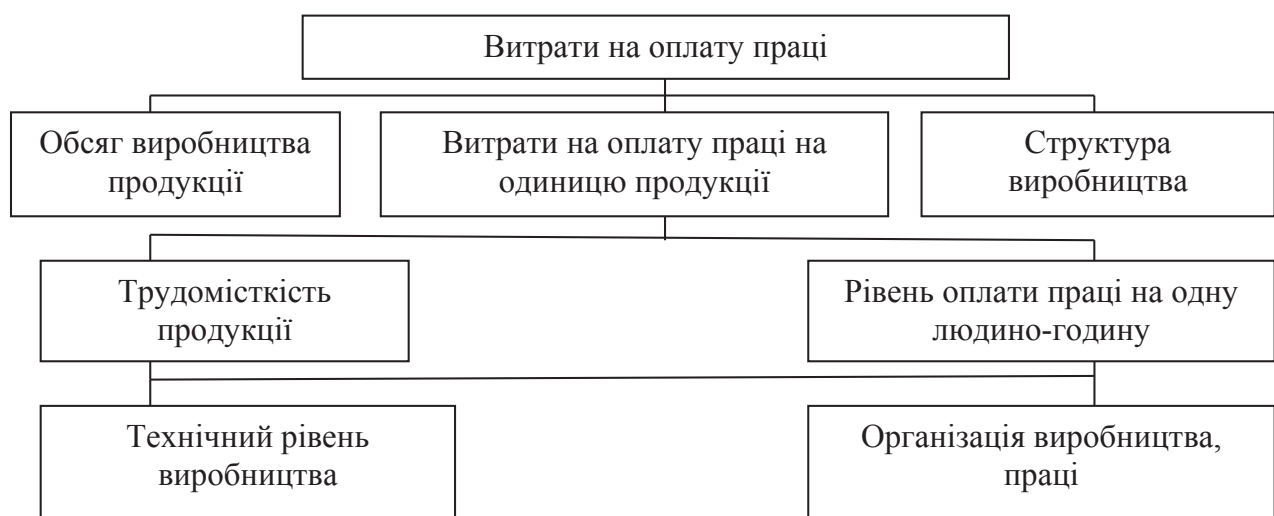 Витрати на оплату праці
Обсяг виробництва
продукції
Витрати на оплату праці на
одиницю продукції
Структура
виробництва
Трудомісткість
продукції
Рівень оплати праці на одну
людино-годину
Технічний рівень
виробництва
Організація виробництва,
праці